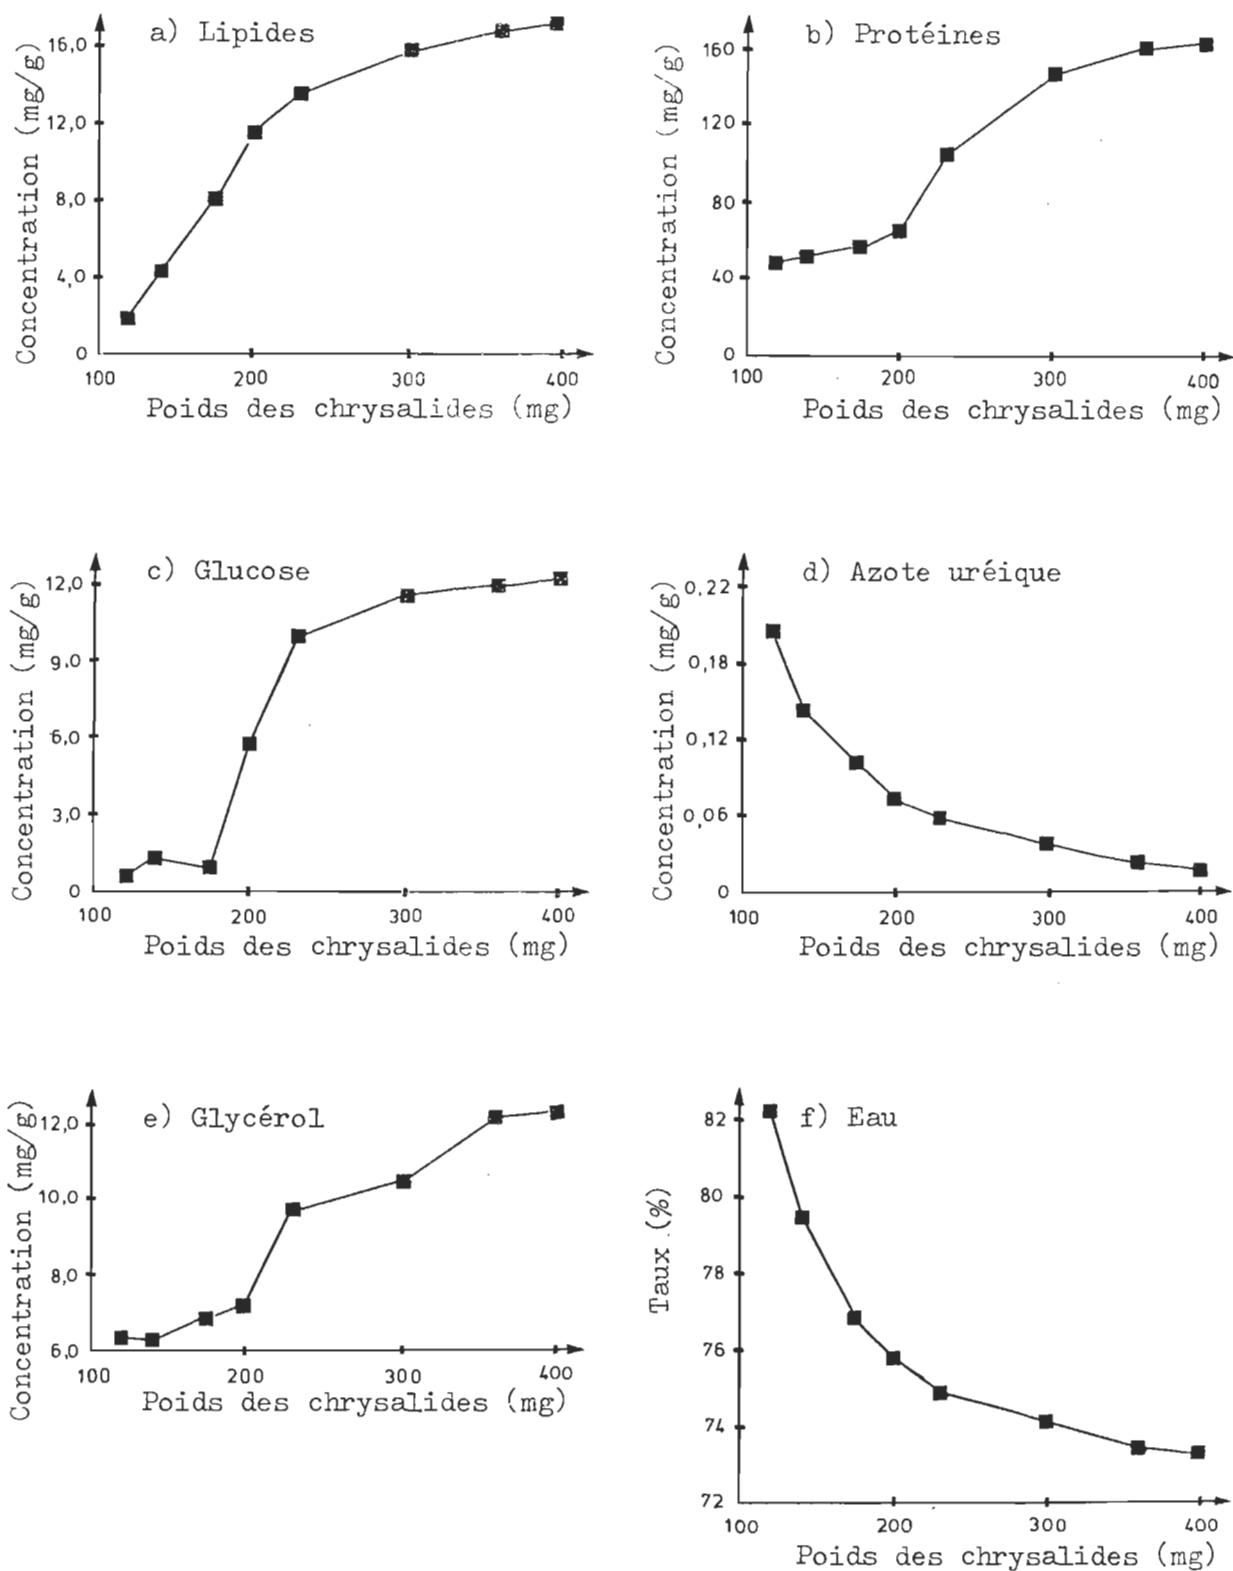 a) Lipides
Concentration (mg/g)
16,0
12,0
8,0
4,0
0
100 200 300 400
Poids des chrysalides (mg)
b) Protéines
Concentration (mg/g)
160
120
80
40
0
100 200 300 400
Poids des chrysalides (mg)
c) Glucose
Concentration (mg/g)
12,0
9,0
6,0
3,0
0
100 200 300 400
Poids des chrysalides (mg)
d) Azote uréique
Concentration (mg/g)
0,22
0,18
0,12
0,06
0
100 200 300 400
Poids des chrysalides (mg)
e) Glycérol
Concentration (mg/g)
12,0
10,0
8,0
6,0
100 200 300 400
Poids des chrysalides (mg)
f) Eau
Taux (%)
82
80
78
76
74
72
100 200 300 400
Poids des chrysalides (mg)